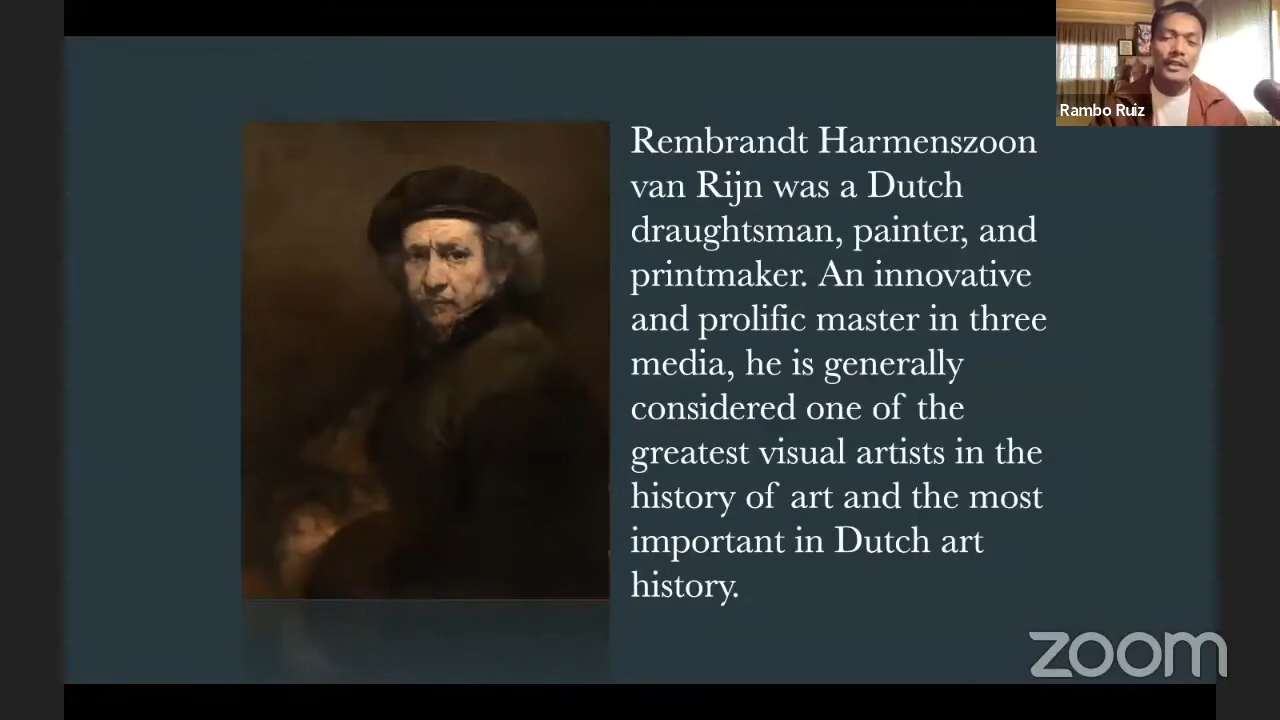 Rambo Ruiz
Rembrandt Harmenszoon
van Rijn was a Dutch
draughtsman, painter, and
printmaker. An innovative
and prolific master in three
media, he is generally
considered one of the
greatest visual artists in the
history of art and the most
important in Dutch art
history.
zoom